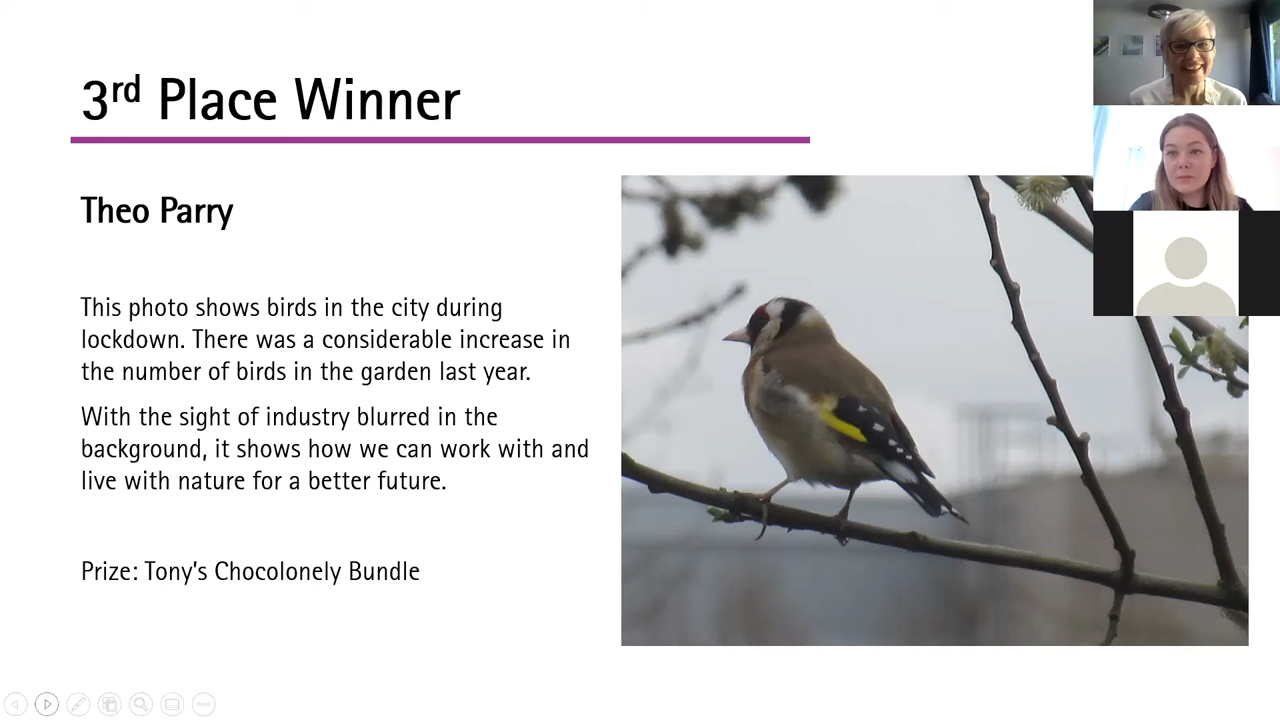 3rd Place Winner
Theo Parry
This photo shows birds in the city during
lockdown. There was a considerable increase in
the number of birds in the garden last year.
With the sight of industry blurred in the
background, it shows how we can work with and
live with nature for a better future.
Prize: Tony's Chocolonely Bundle